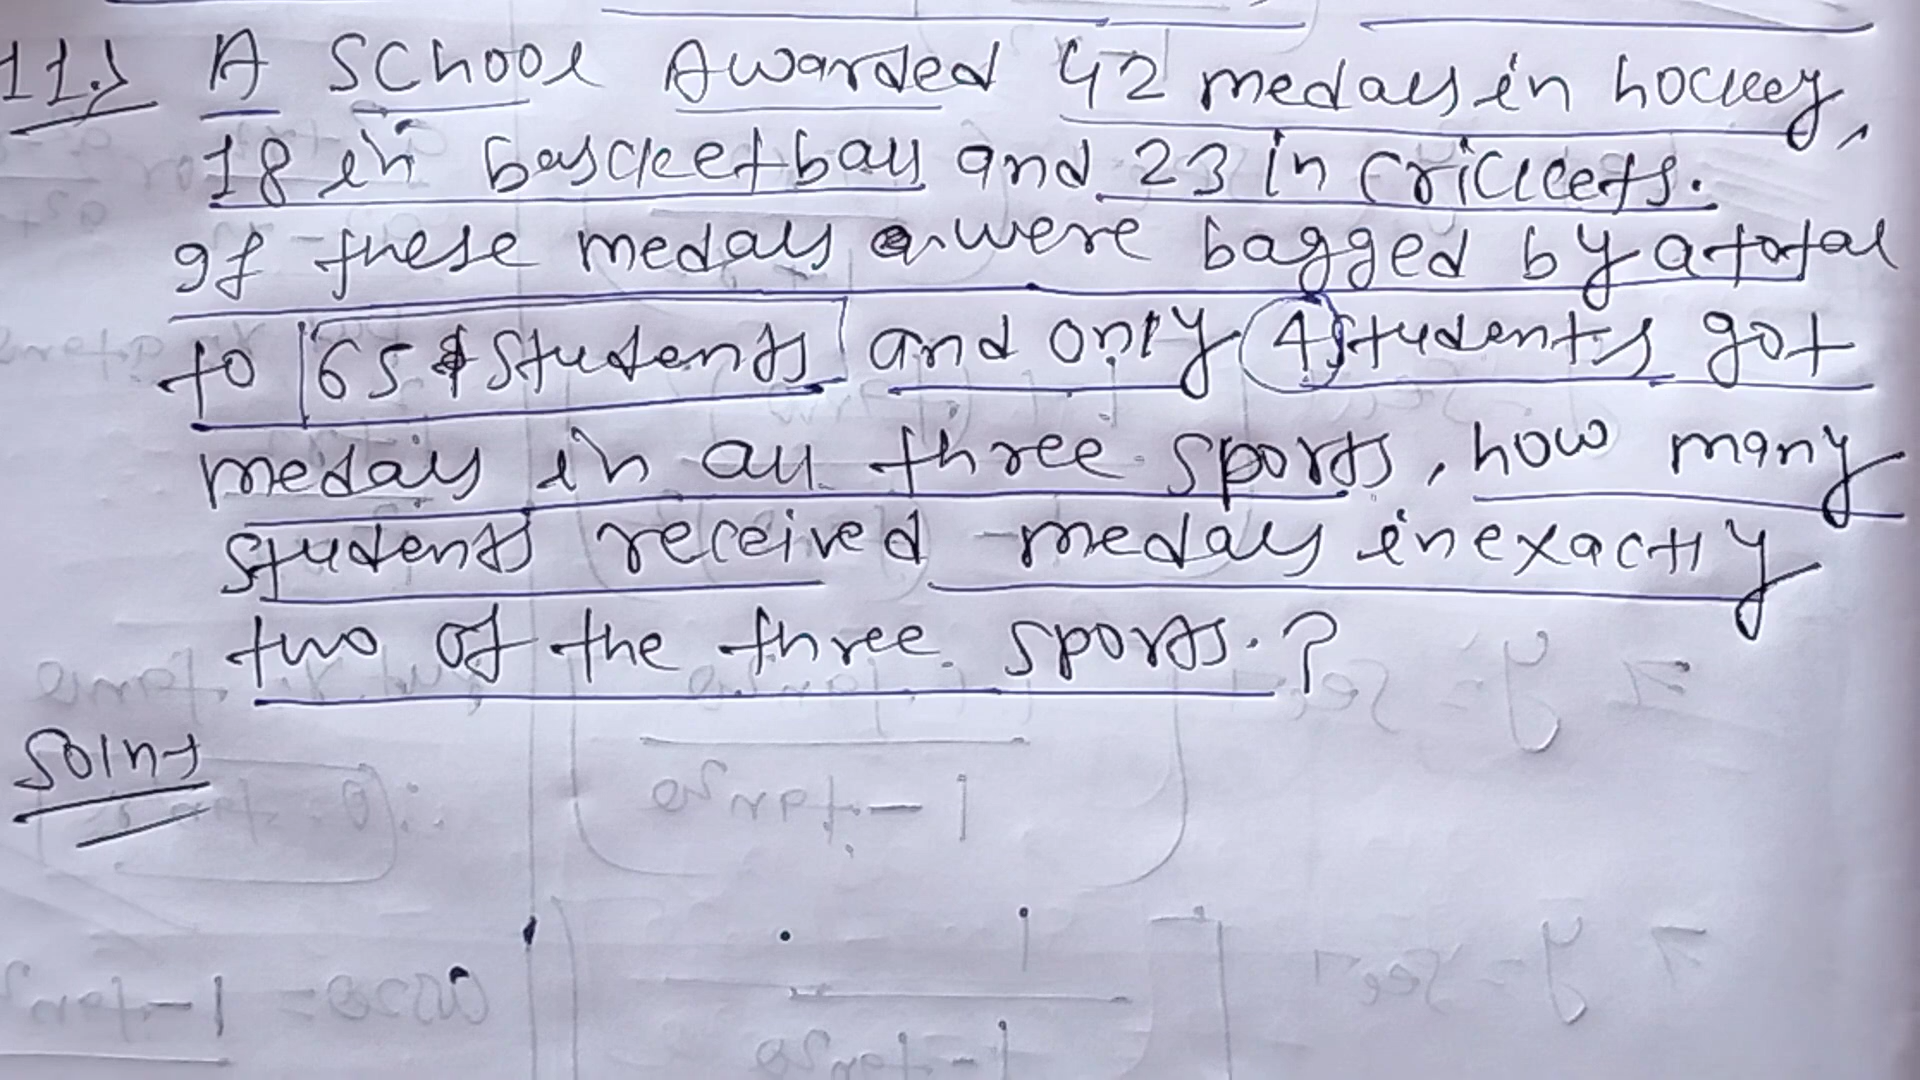 11.) A School Awarded 42 medals in hockey,
18 in bascketball and 23 in Crickets.
If these medals were bagged by a total
to 65 Students and only 4 students got
medals in all three sports, how many
students received medals in exactly
two of the three sports.?
Soln→